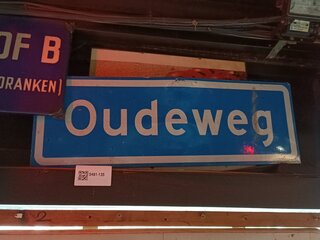 OF B
DRANKEN)
Oudeweg